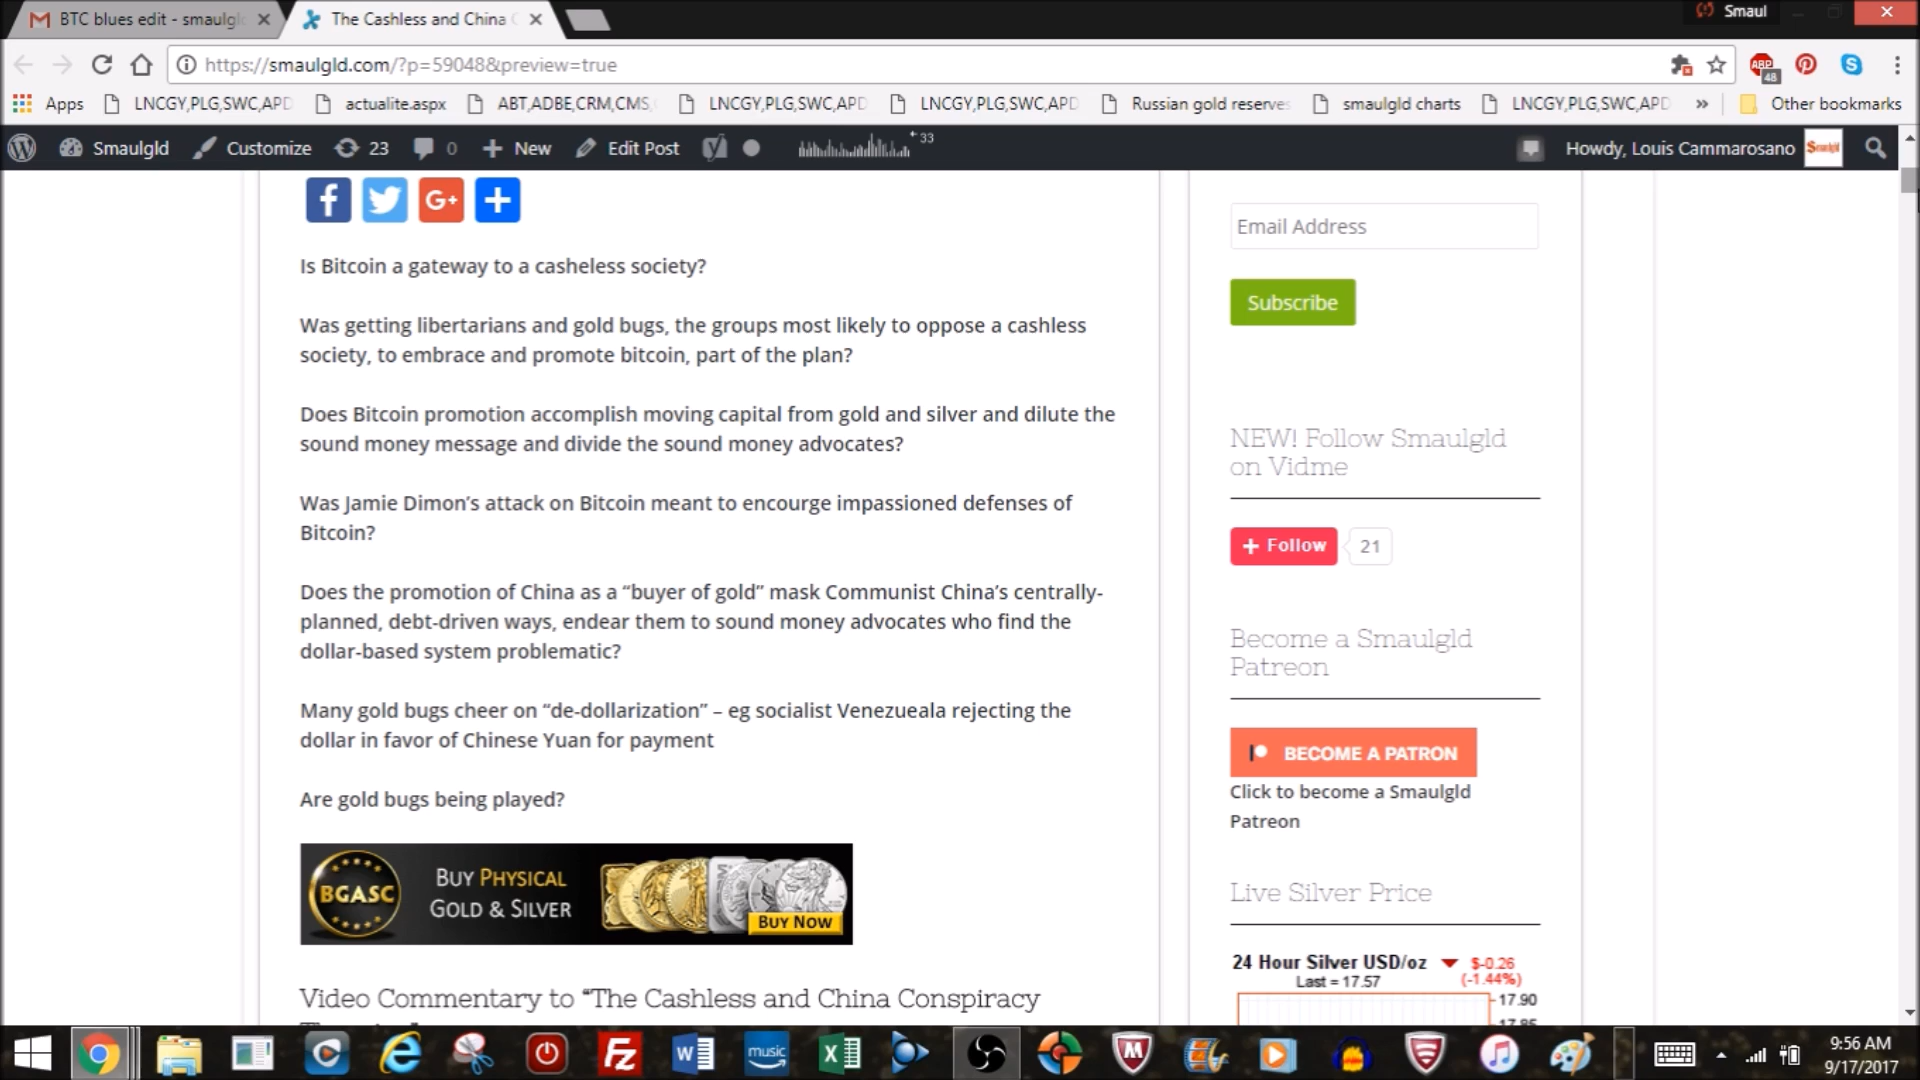 BTC blues edit - smaulgl
The Cashless and China C
Smaul
https://smaulgld.com/?p=59048&preview=true
ABP
48
Apps
LNCGY,PLG,SWC,APD
actualite.aspx
ABT,ADBE,CRM,CMS,
LNCGY,PLG,SWC,APD
LNCGY,PLG,SWC,APD
Russian gold reserves
smaulgld charts
LNCGY,PLG,SWC,APD
»
Other bookmarks
Smaulgld
Customize
23
0
New
Edit Post
33
Howdy, Louis Cammarosano
Smaulgld
G+
Is Bitcoin a gateway to a casheless society?
Was getting libertarians and gold bugs, the groups most likely to oppose a cashless
society, to embrace and promote bitcoin, part of the plan?
Does Bitcoin promotion accomplish moving capital from gold and silver and dilute the
sound money message and divide the sound money advocates?
Was Jamie Dimon’s attack on Bitcoin meant to encourge impassioned defenses of
Bitcoin?
Does the promotion of China as a “buyer of gold” mask Communist China’s centrally-
planned, debt-driven ways, endear them to sound money advocates who find the
dollar-based system problematic?
Many gold bugs cheer on “de-dollarization” – eg socialist Venezueala rejecting the
dollar in favor of Chinese Yuan for payment
Are gold bugs being played?
BGASC
BUY PHYSICAL
GOLD & SILVER
BUY NOW
Video Commentary to “The Cashless and China Conspiracy
Email Address
Subscribe
NEW! Follow Smaulgld
on Vidme
+ Follow
21
Become a Smaulgld
Patreon
BECOME A PATRON
Click to become a Smaulgld
Patreon
Live Silver Price
24 Hour Silver USD/oz
$-0.26
Last = 17.57
(-1.44%)
17.90
17.85
music
9:56 AM
9/17/2017